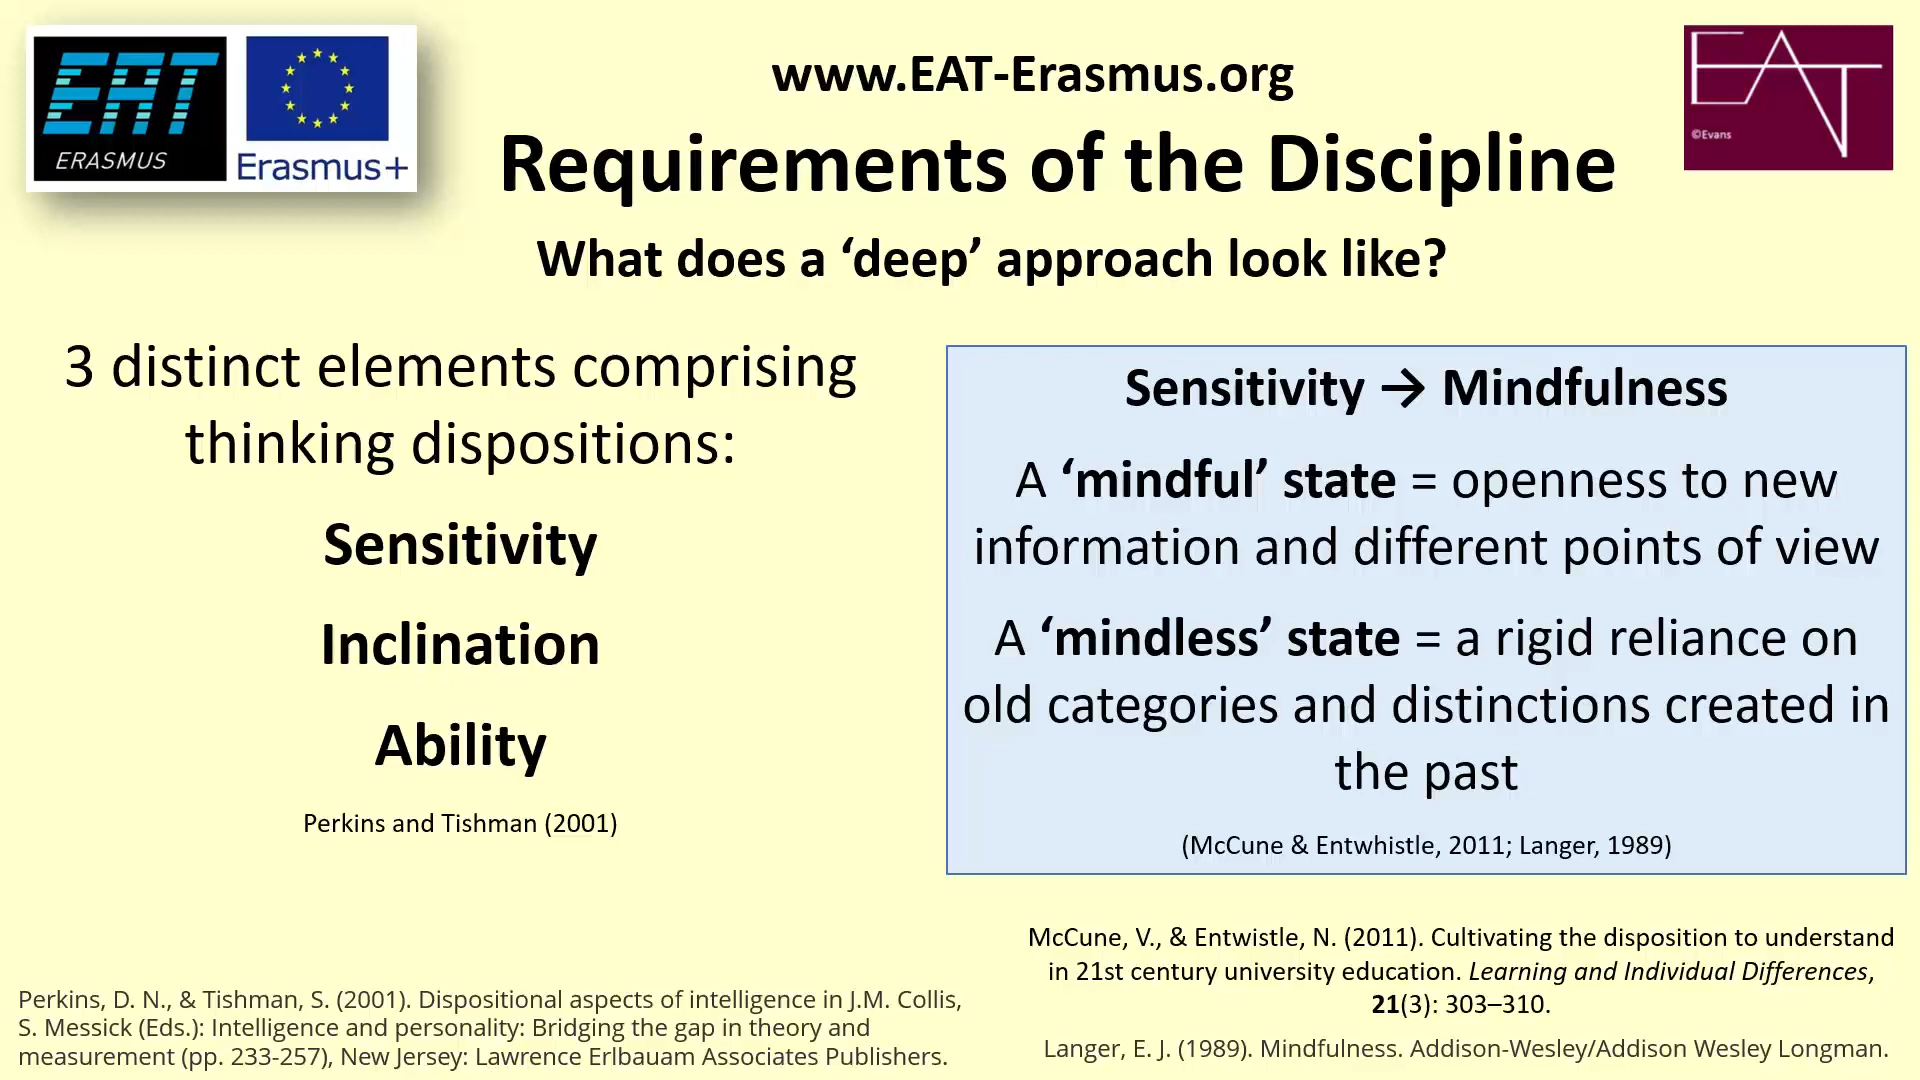 EAT
ERASMUS
Erasmus+
www.EAT-Erasmus.org
EAT
©Evans
Requirements of the Discipline
What does a ‘deep’ approach look like?
3 distinct elements comprising
thinking dispositions:
Sensitivity
Inclination
Ability
Perkins and Tishman (2001)
Sensitivity → Mindfulness
A ‘mindful’ state = openness to new
information and different points of view
A ‘mindless’ state = a rigid reliance on
old categories and distinctions created in
the past
(McCune & Entwhistle, 2011; Langer, 1989)
Perkins, D. N., & Tishman, S. (2001). Dispositional aspects of intelligence in J.M. Collis,
S. Messick (Eds.): Intelligence and personality: Bridging the gap in theory and
measurement (pp. 233-257), New Jersey: Lawrence Erlbauam Associates Publishers.
McCune, V., & Entwistle, N. (2011). Cultivating the disposition to understand
in 21st century university education. Learning and Individual Differences,
21(3): 303–310.
Langer, E. J. (1989). Mindfulness. Addison-Wesley/Addison Wesley Longman.